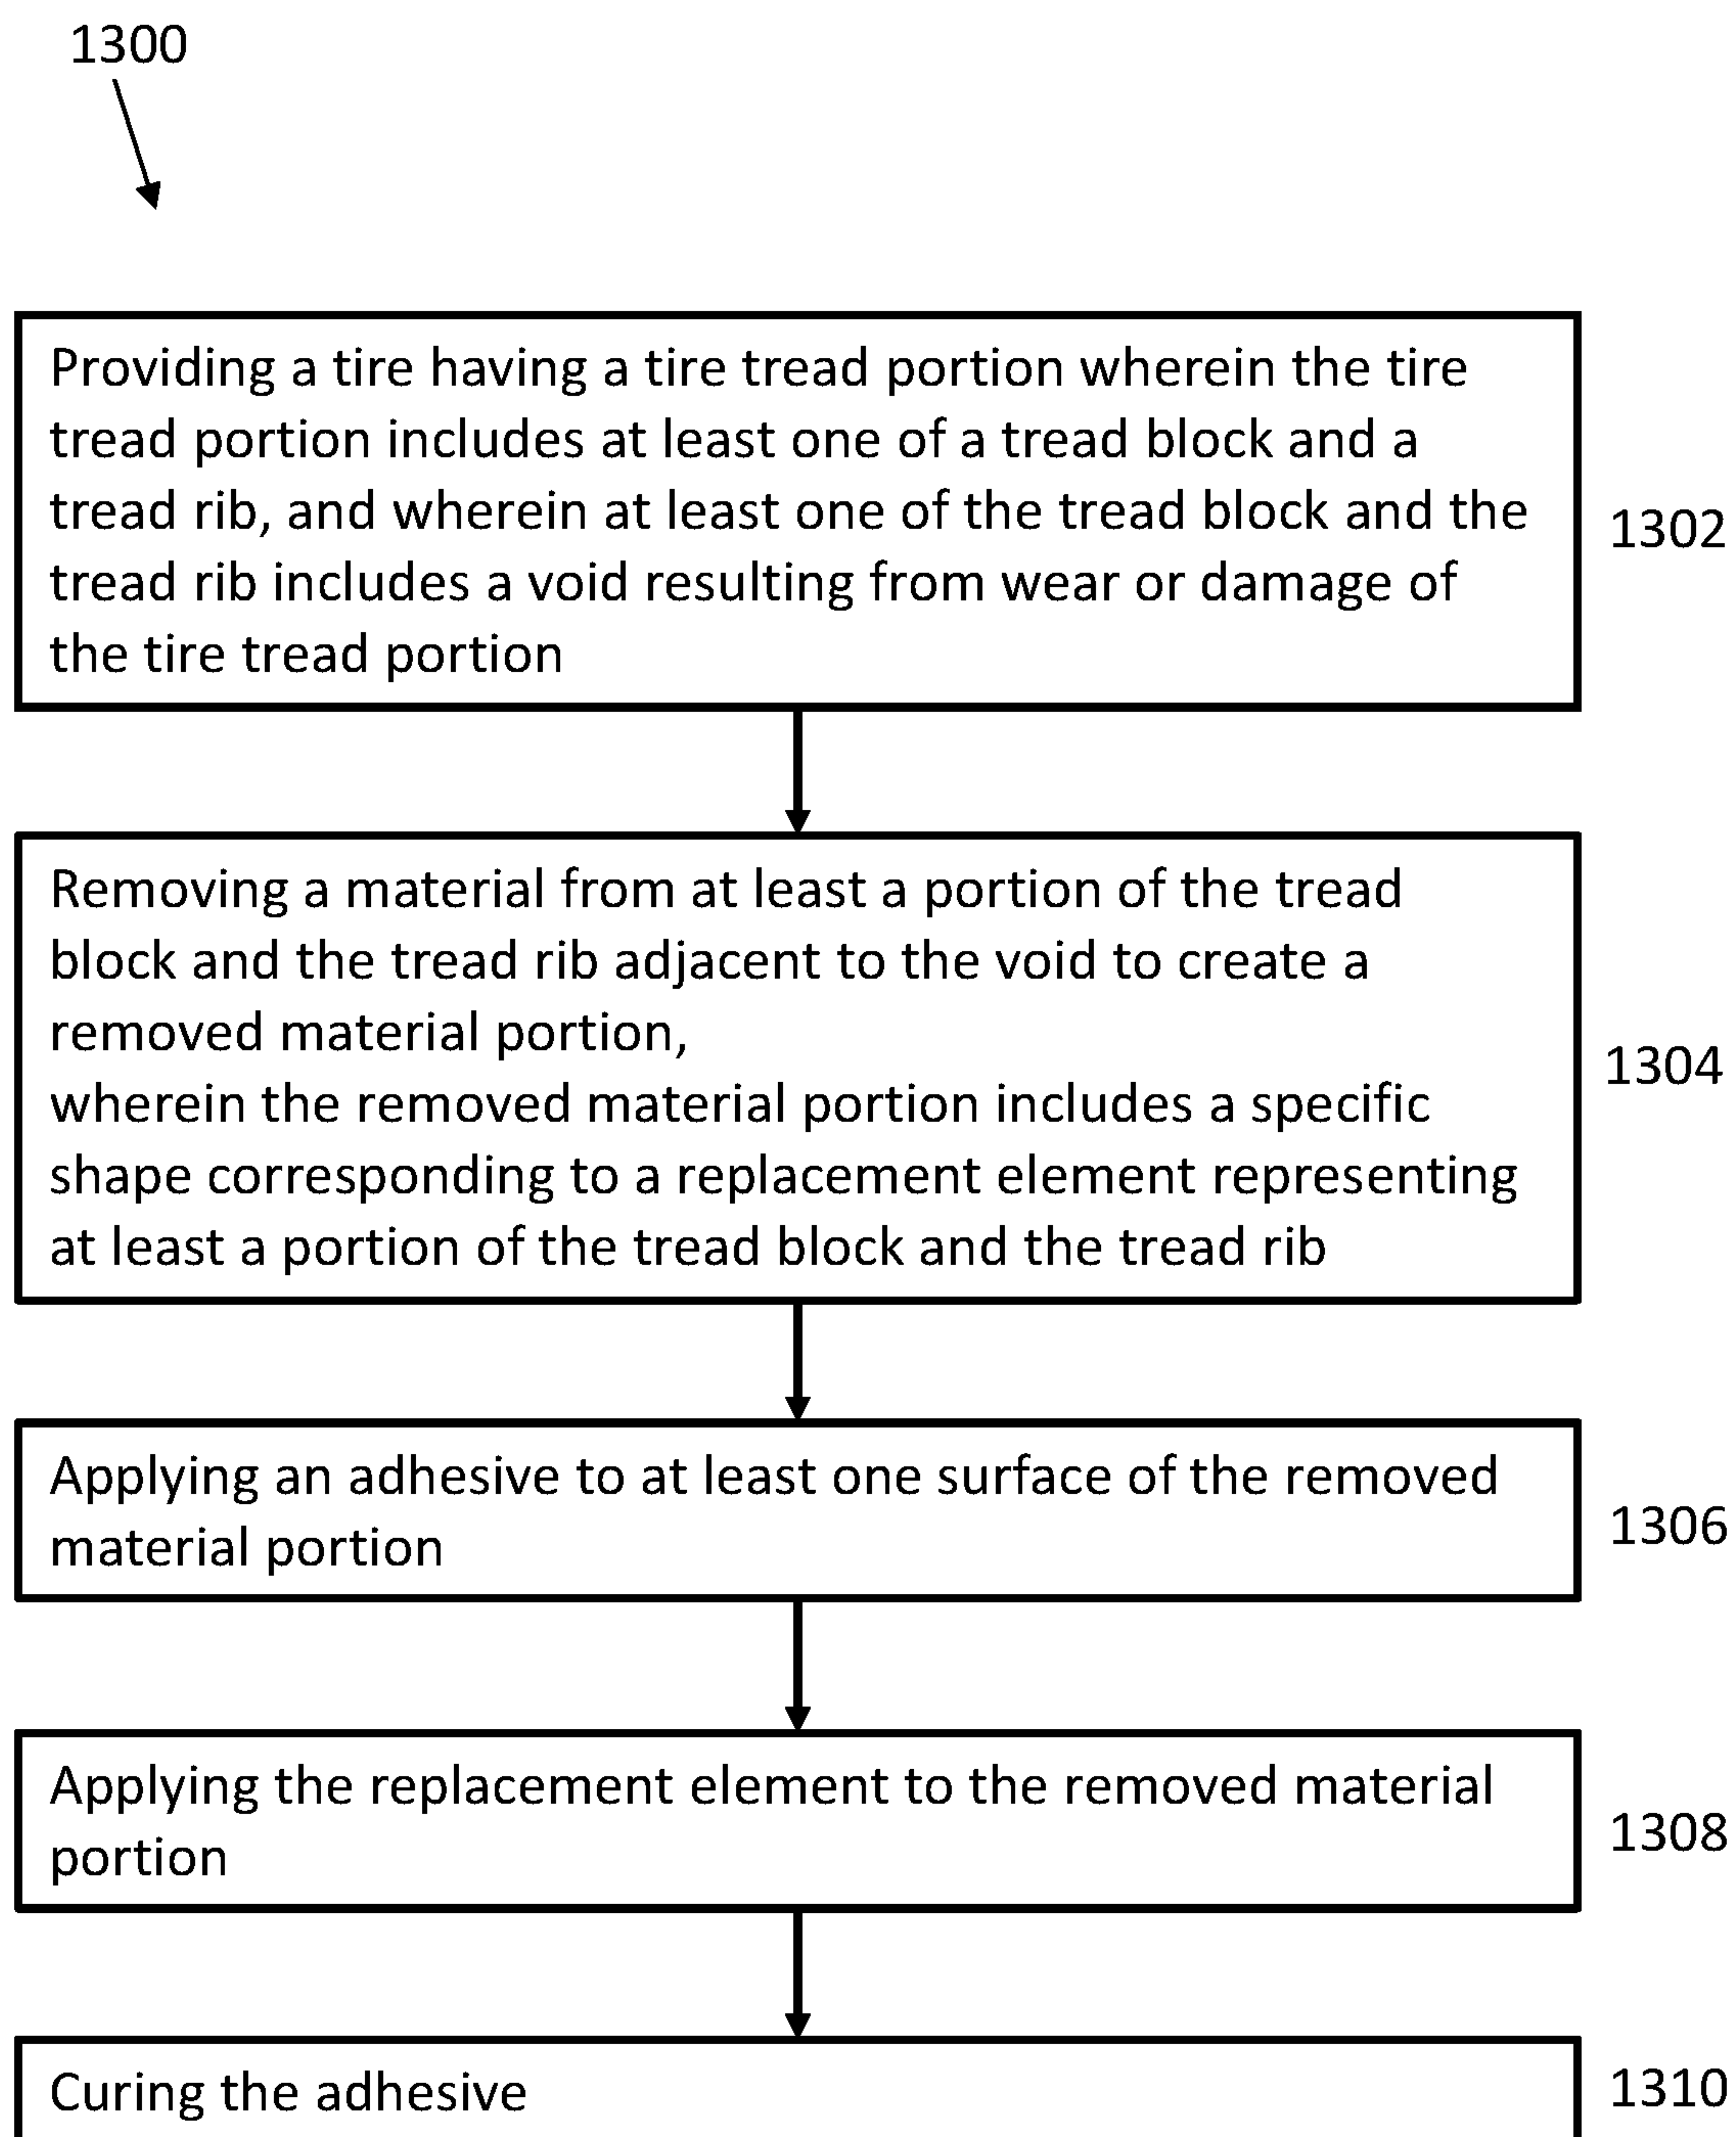 1300
Providing a tire having a tire tread portion wherein the tire
tread portion includes at least one of a tread block and a
tread rib, and wherein at least one of the tread block and the
tread rib includes a void resulting from wear or damage of
the tire tread portion
1302
Removing a material from at least a portion of the tread
block and the tread rib adjacent to the void to create a
removed material portion,
wherein the removed material portion includes a specific
shape corresponding to a replacement element representing
at least a portion of the tread block and the tread rib
1304
Applying an adhesive to at least one surface of the removed
material portion
1306
Applying the replacement element to the removed material
portion
1308
Curing the adhesive
1310